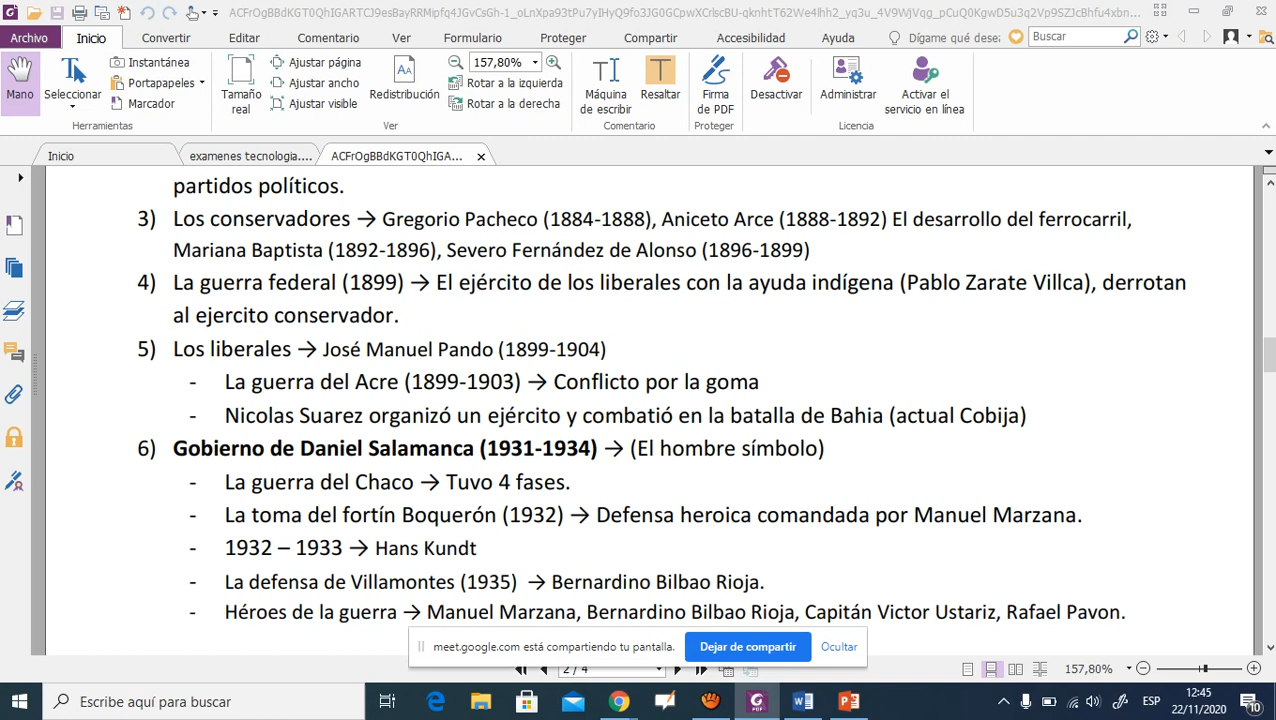 Archivo Inicio Convertir Editar Comentario Ver Formulario Proteger Compartir Accesibilidad Ayuda Dígame qué dese: Buscar
Mano Seleccionar Instantánea Portapapeles Marcador
Herramientas
Tamaño real Ajustar página Ajustar ancho Ajustar visible Redistribución 157,80% Rotar a la izquierda Rotar a la derecha
Ver
Máquina de escribir Resaltar
Comentario
Firma de PDF
Proteger
Desactivar Administrar Activar el servicio en línea
Licencia
Inicio examenes tecnologia.... ACFrOgBBdKGT0QhIGA...
partidos políticos.
3) Los conservadores → Gregorio Pacheco (1884-1888), Aniceto Arce (1888-1892) El desarrollo del ferrocarril,
Mariana Baptista (1892-1896), Severo Fernández de Alonso (1896-1899)
4) La guerra federal (1899) → El ejército de los liberales con la ayuda indígena (Pablo Zarate Villca), derrotan
al ejercito conservador.
5) Los liberales → José Manuel Pando (1899-1904)
- La guerra del Acre (1899-1903) → Conflicto por la goma
- Nicolas Suarez organizó un ejército y combatió en la batalla de Bahia (actual Cobija)
6) Gobierno de Daniel Salamanca (1931-1934) → (El hombre símbolo)
- La guerra del Chaco → Tuvo 4 fases.
- La toma del fortín Boquerón (1932) → Defensa heroica comandada por Manuel Marzana.
- 1932 – 1933 → Hans Kundt
- La defensa de Villamontes (1935) → Bernardino Bilbao Rioja.
- Héroes de la guerra → Manuel Marzana, Bernardino Bilbao Rioja, Capitán Victor Ustariz, Rafael Pavon.
meet.google.com está compartiendo tu pantalla. Dejar de compartir Ocultar
2 / 4 157,80%
Escribe aquí para buscar ESP 12:45
22/11/2020 10